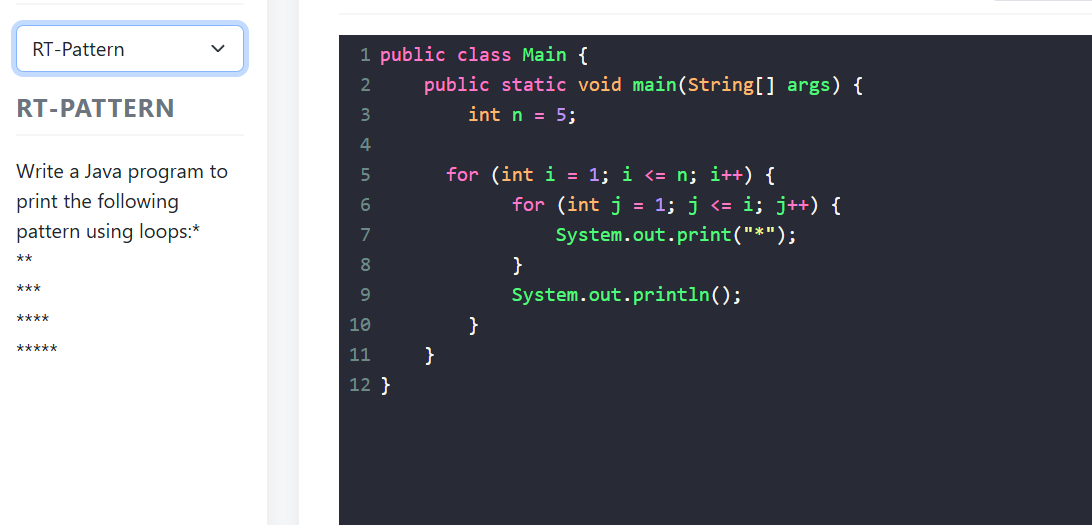 RT-Pattern
RT-PATTERN
Write a Java program to
print the following
pattern using loops:*
**
***
****
*****
1 public class Main {
2     public static void main(String[] args) {
3         int n = 5;
4
5       for (int i = 1; i <= n; i++) {
6             for (int j = 1; j <= i; j++) {
7                 System.out.print("*");
8             }
9             System.out.println();
10         }
11     }
12 }